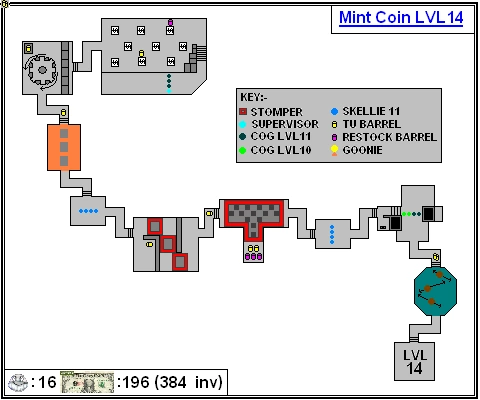 Mint Coin LVL14
KEY:-
STOMPER
SUPERVISOR
COG LVL11
COG LVL10
SKELLIE 11
TU BARREL
RESTOCK BARREL
GOONIE
LVL
14
:16 :196 (384 inv)